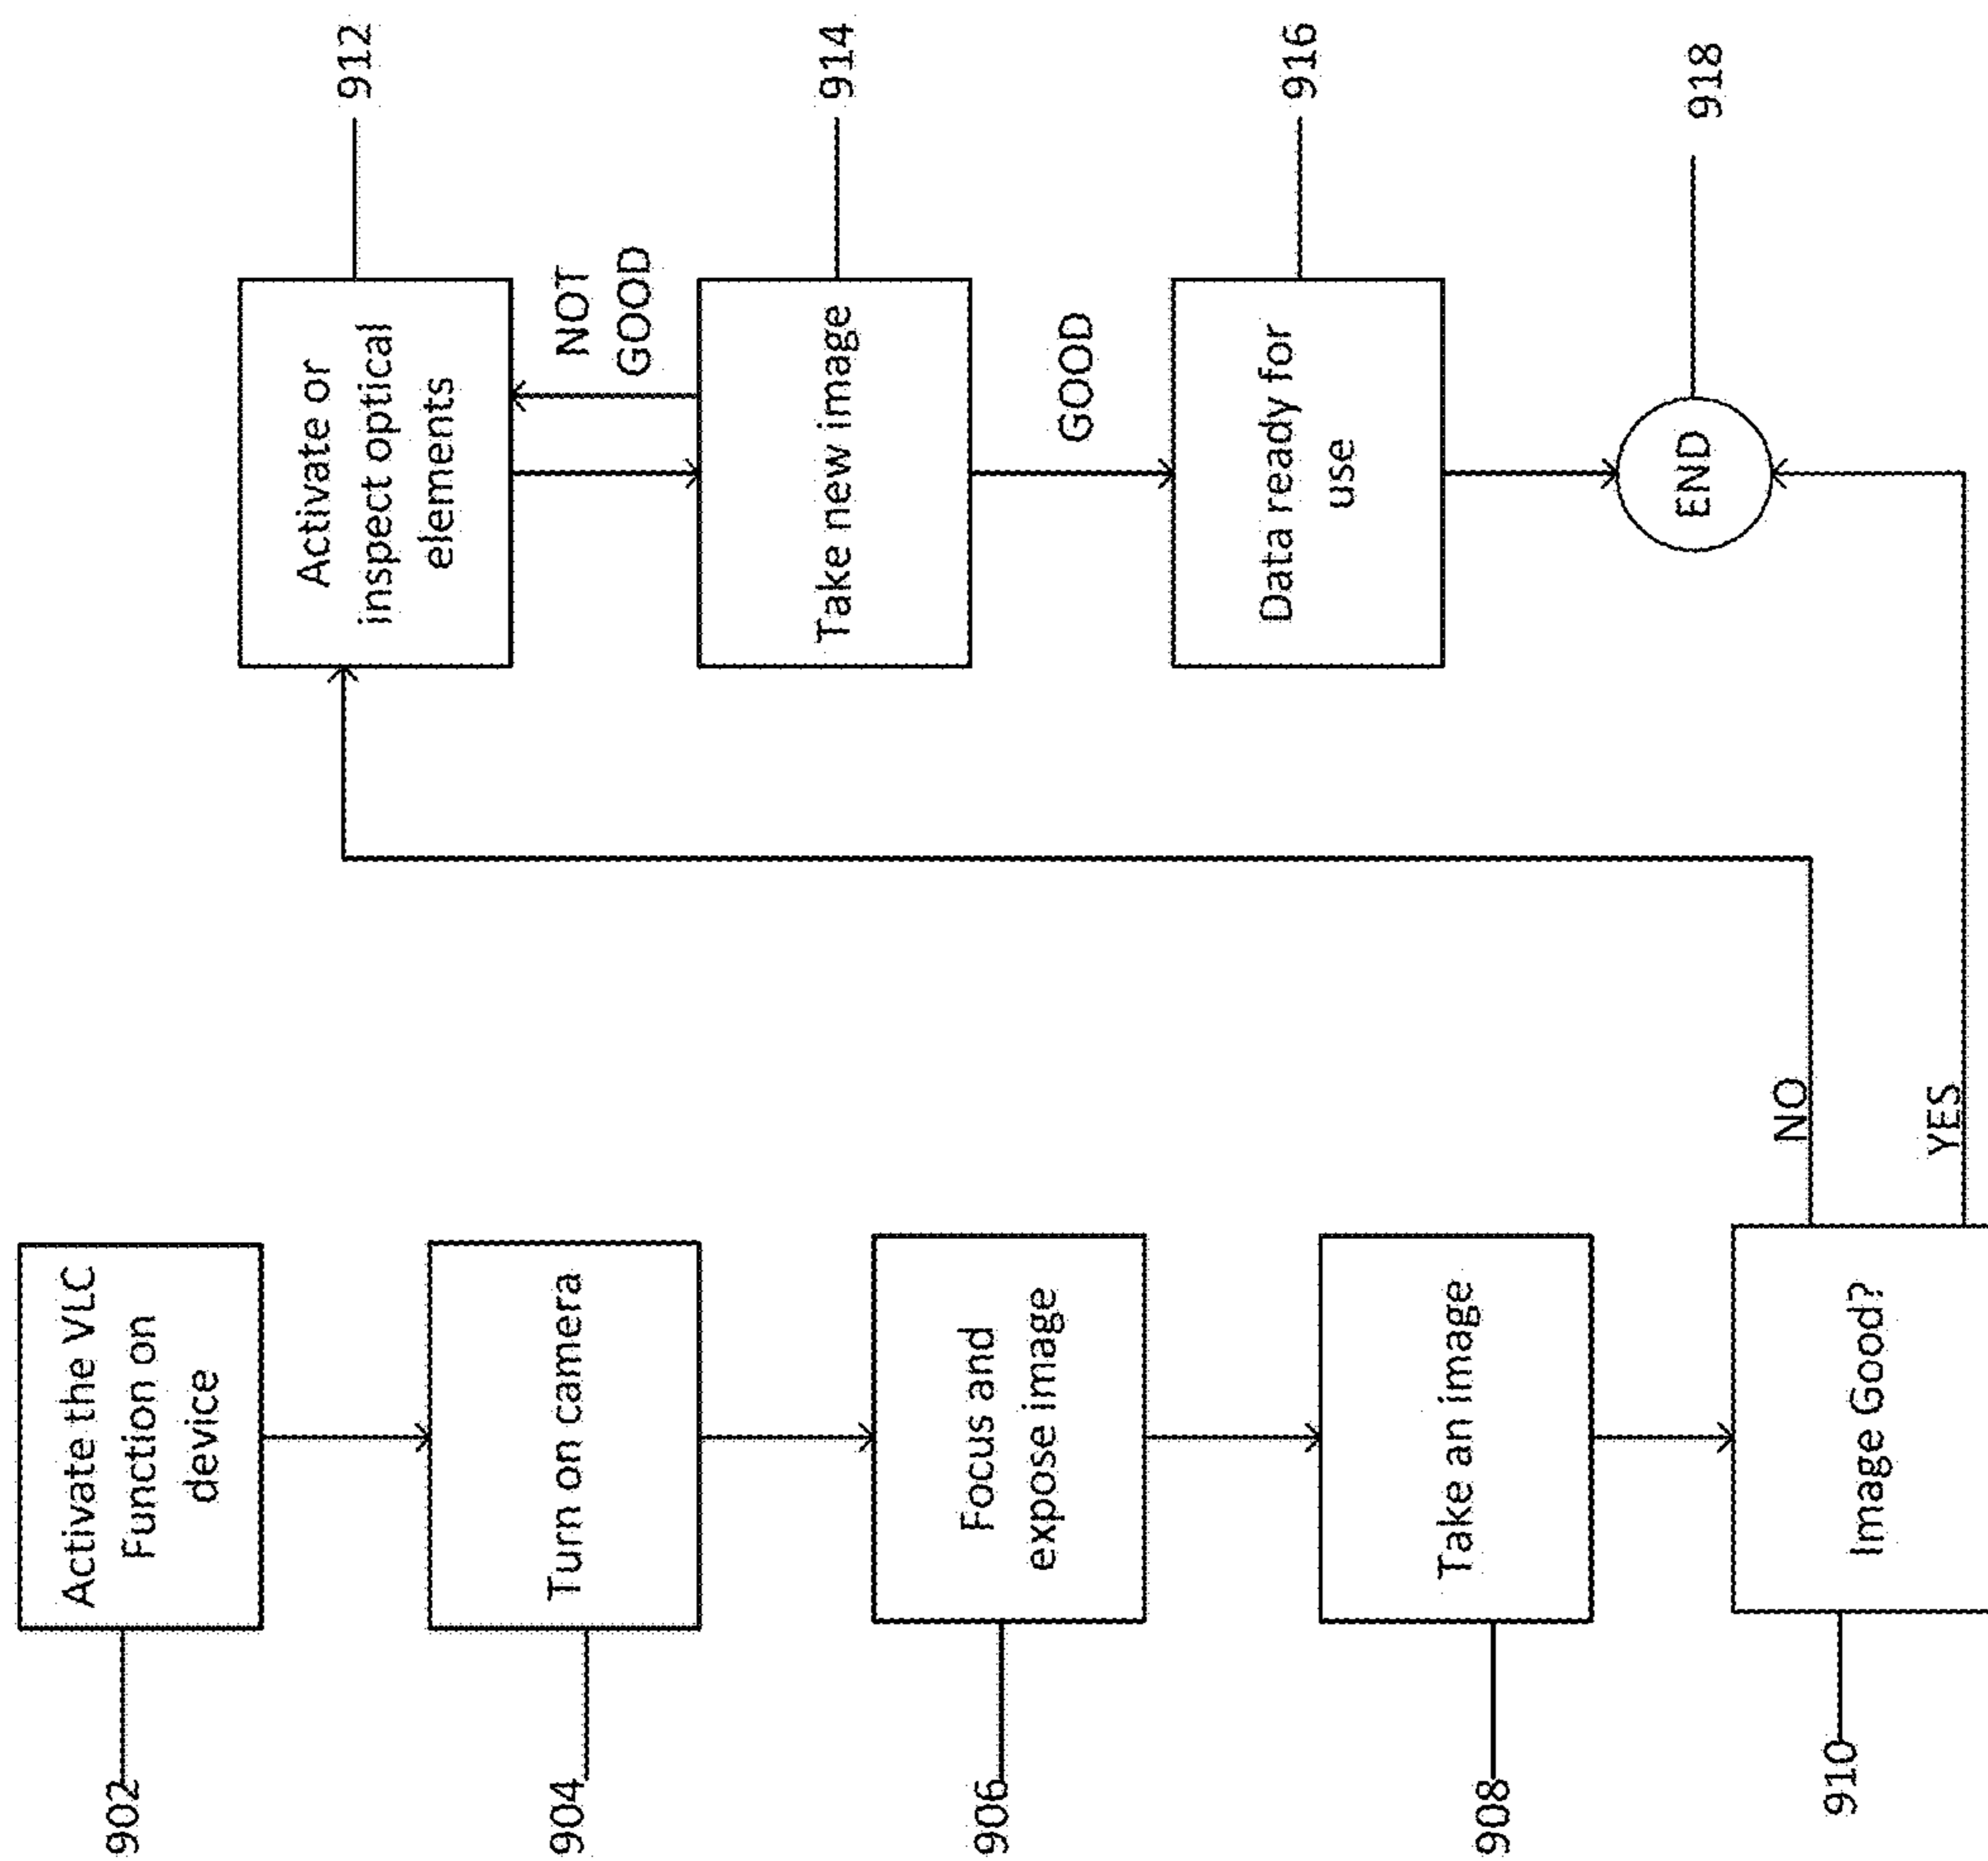 902
Activate the VLC
Function on
device
904
Turn on camera
906
Focus and
expose image
908
Take an image
910
Image Good?
NO
YES
912
Activate or
inspect optical
elements
NOT
GOOD
914
Take new image
GOOD
916
Data ready for
use
918
END